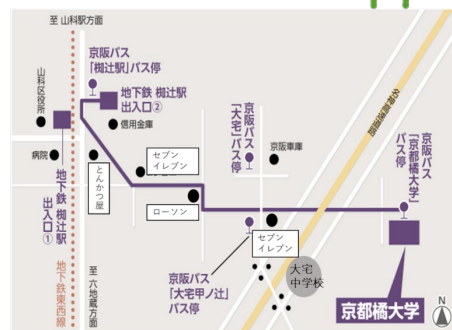 至 山科駅方面
京阪バス
「椥辻駅」バス停
山科区役所
地下鉄 椥辻駅
出入口②
信用金庫
病院
地下鉄 椥辻駅
出入口①
とんかつ屋
セブン
イレブン
ローソン
京阪バス
「大宅」バス停
京阪車庫
名神高速道路
京阪バス
「京都橘大学」
バス停
セブン
イレブン
大宅
中学校
京阪バス
「大宅甲ノ辻」
バス停
地下鉄東西線
至 六地蔵方面
京都橘大学
N